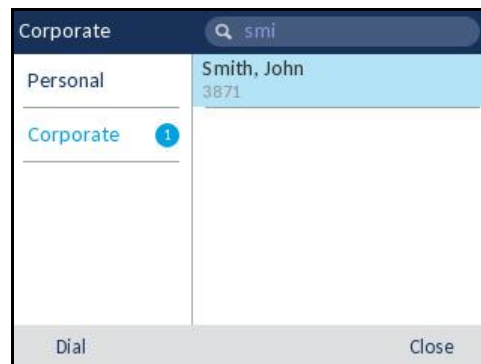 Corporate
smi
Personal
Smith, John
3871
Corporate 1
Dial Close